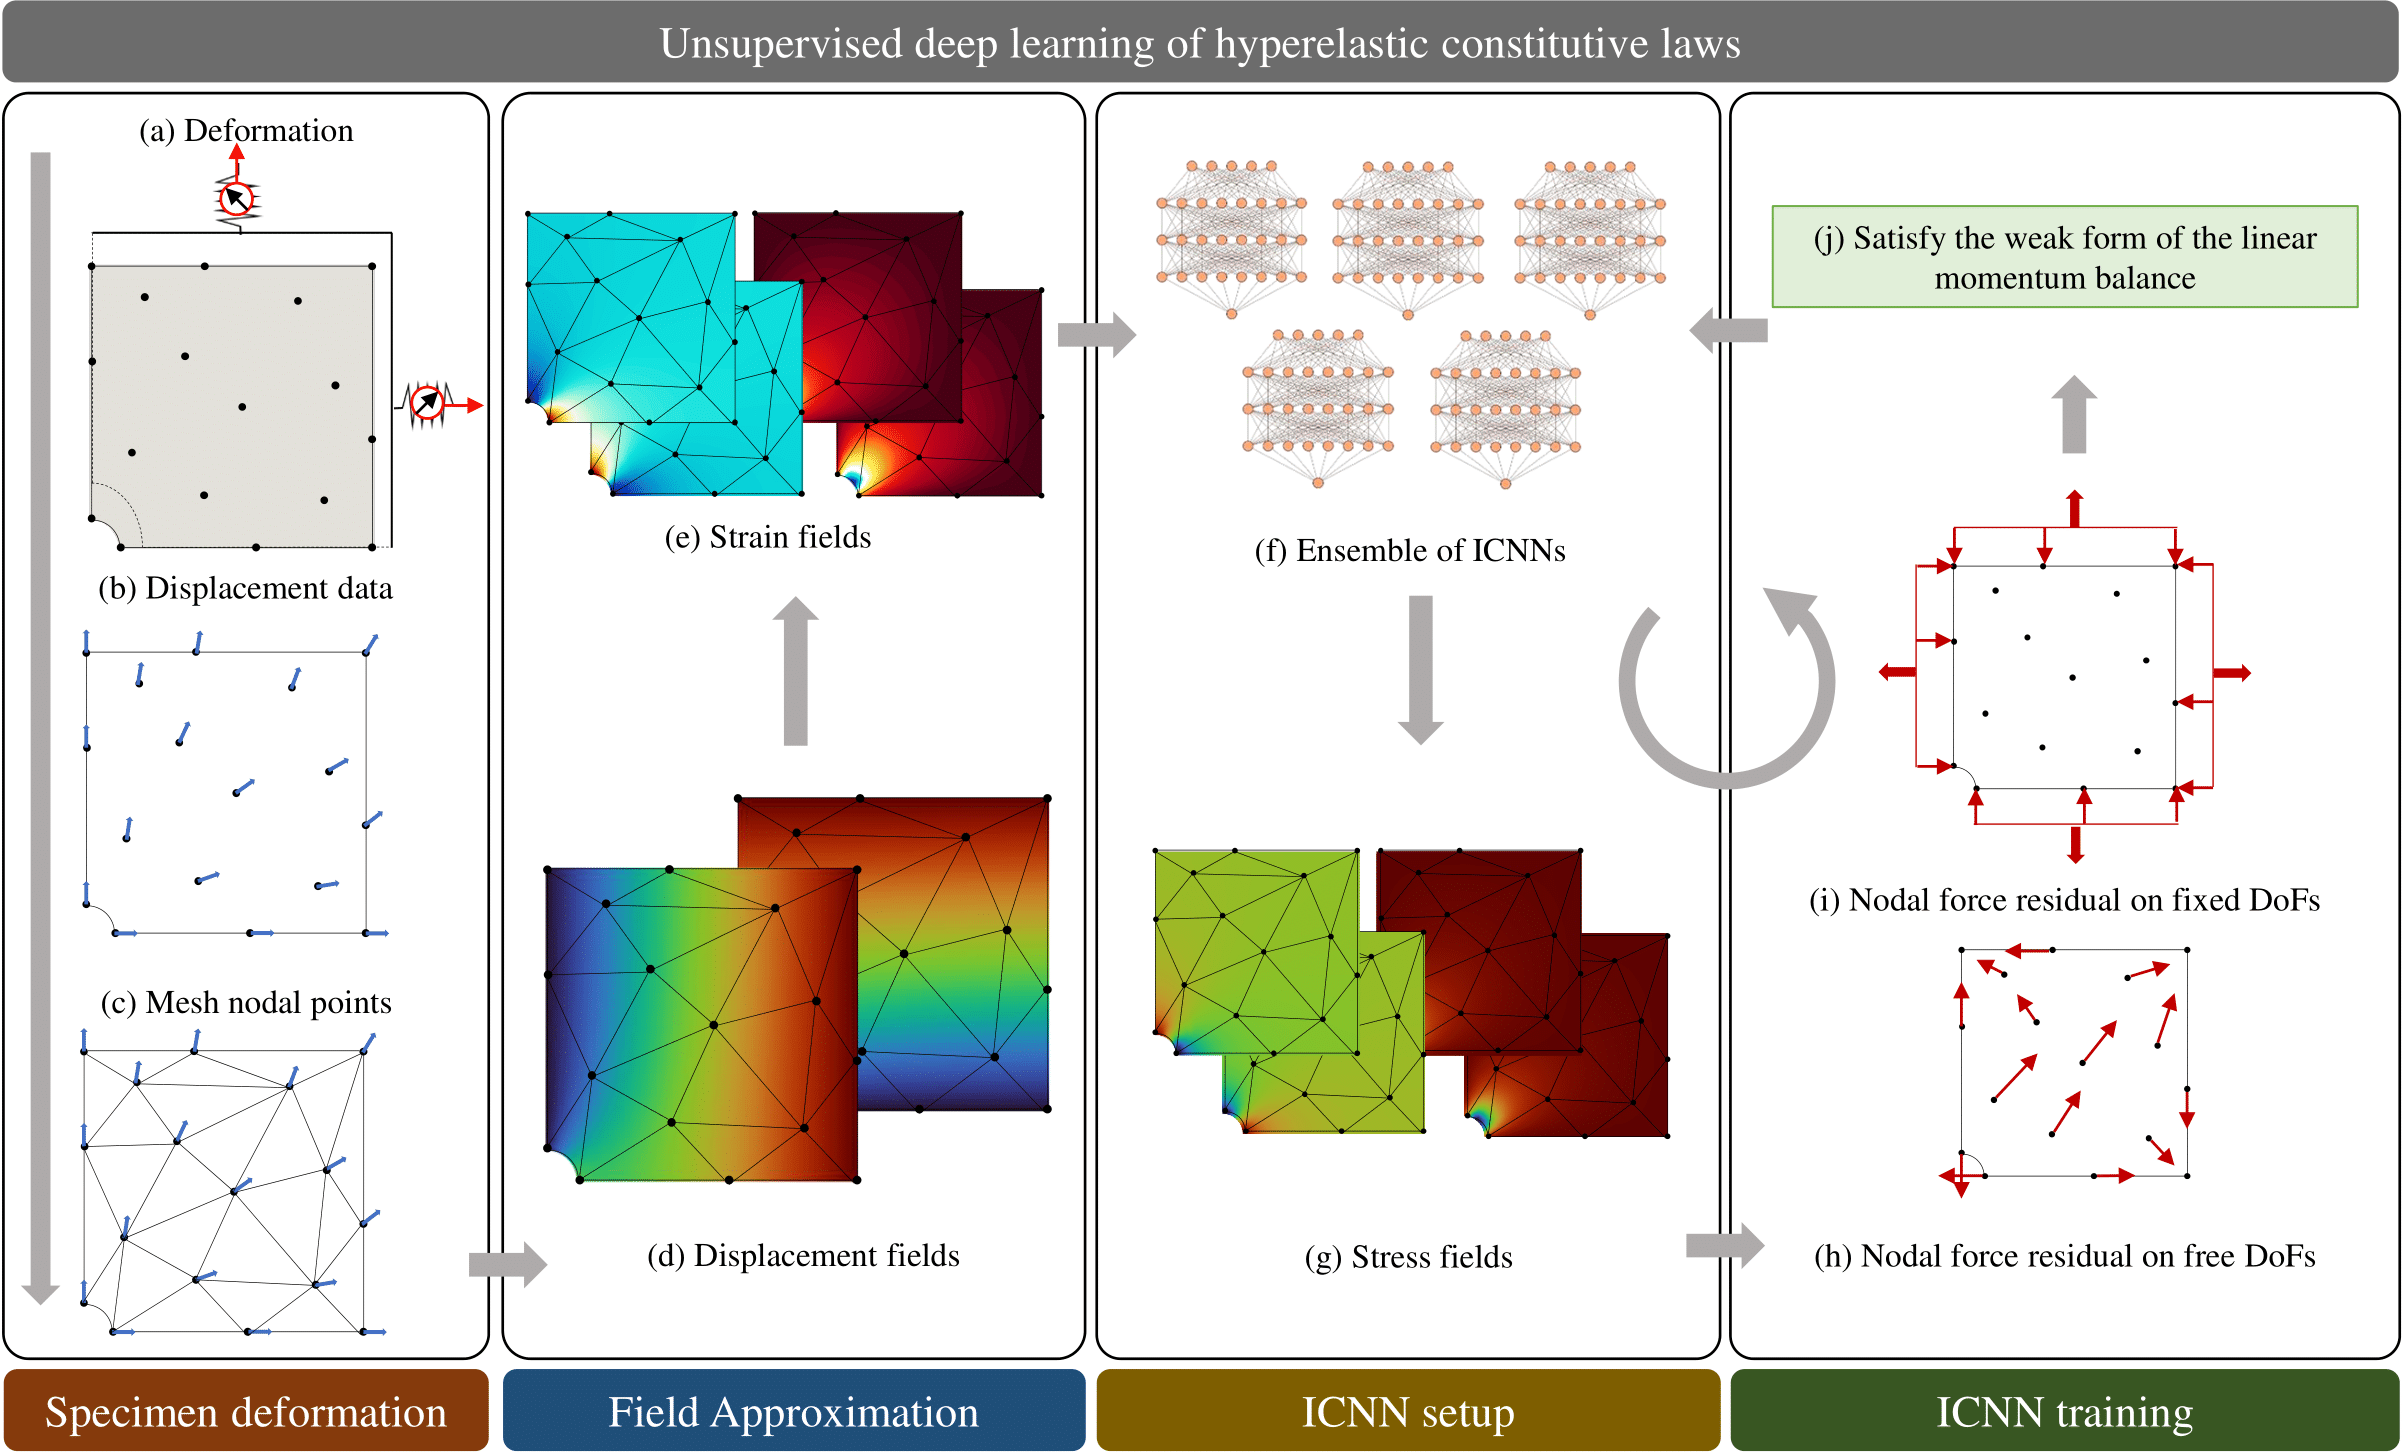 Unsupervised deep learning of hyperelastic constitutive laws
(a) Deformation
(b) Displacement data
(c) Mesh nodal points
Specimen deformation
(e) Strain fields
(d) Displacement fields
Field Approximation
(f) Ensemble of ICNNs
(g) Stress fields
ICNN setup
(j) Satisfy the weak form of the linear
momentum balance
(i) Nodal force residual on fixed DoFs
(h) Nodal force residual on free DoFs
ICNN training